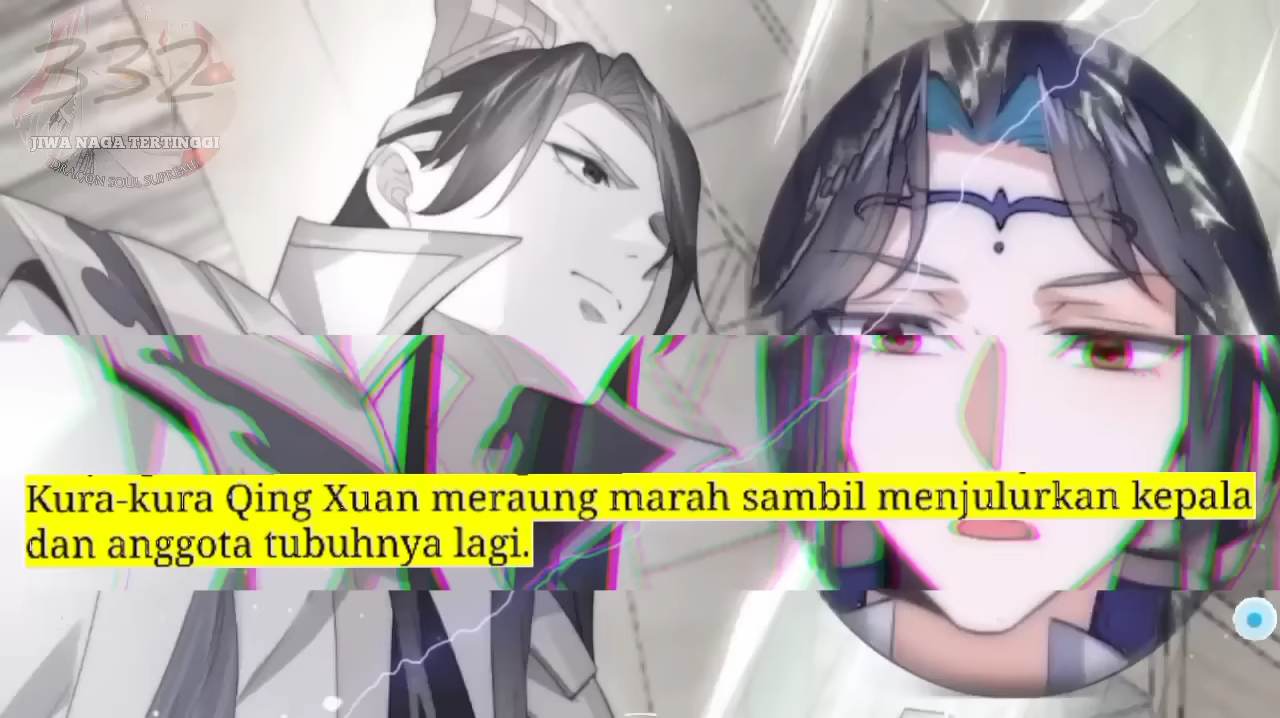 332
JIWA NAGA TERTINGGI
DRAGON SOUL SUPREME
Kura-kura Qing Xuan meraung marah sambil menjulurkan kepala
dan anggota tubuhnya lagi.